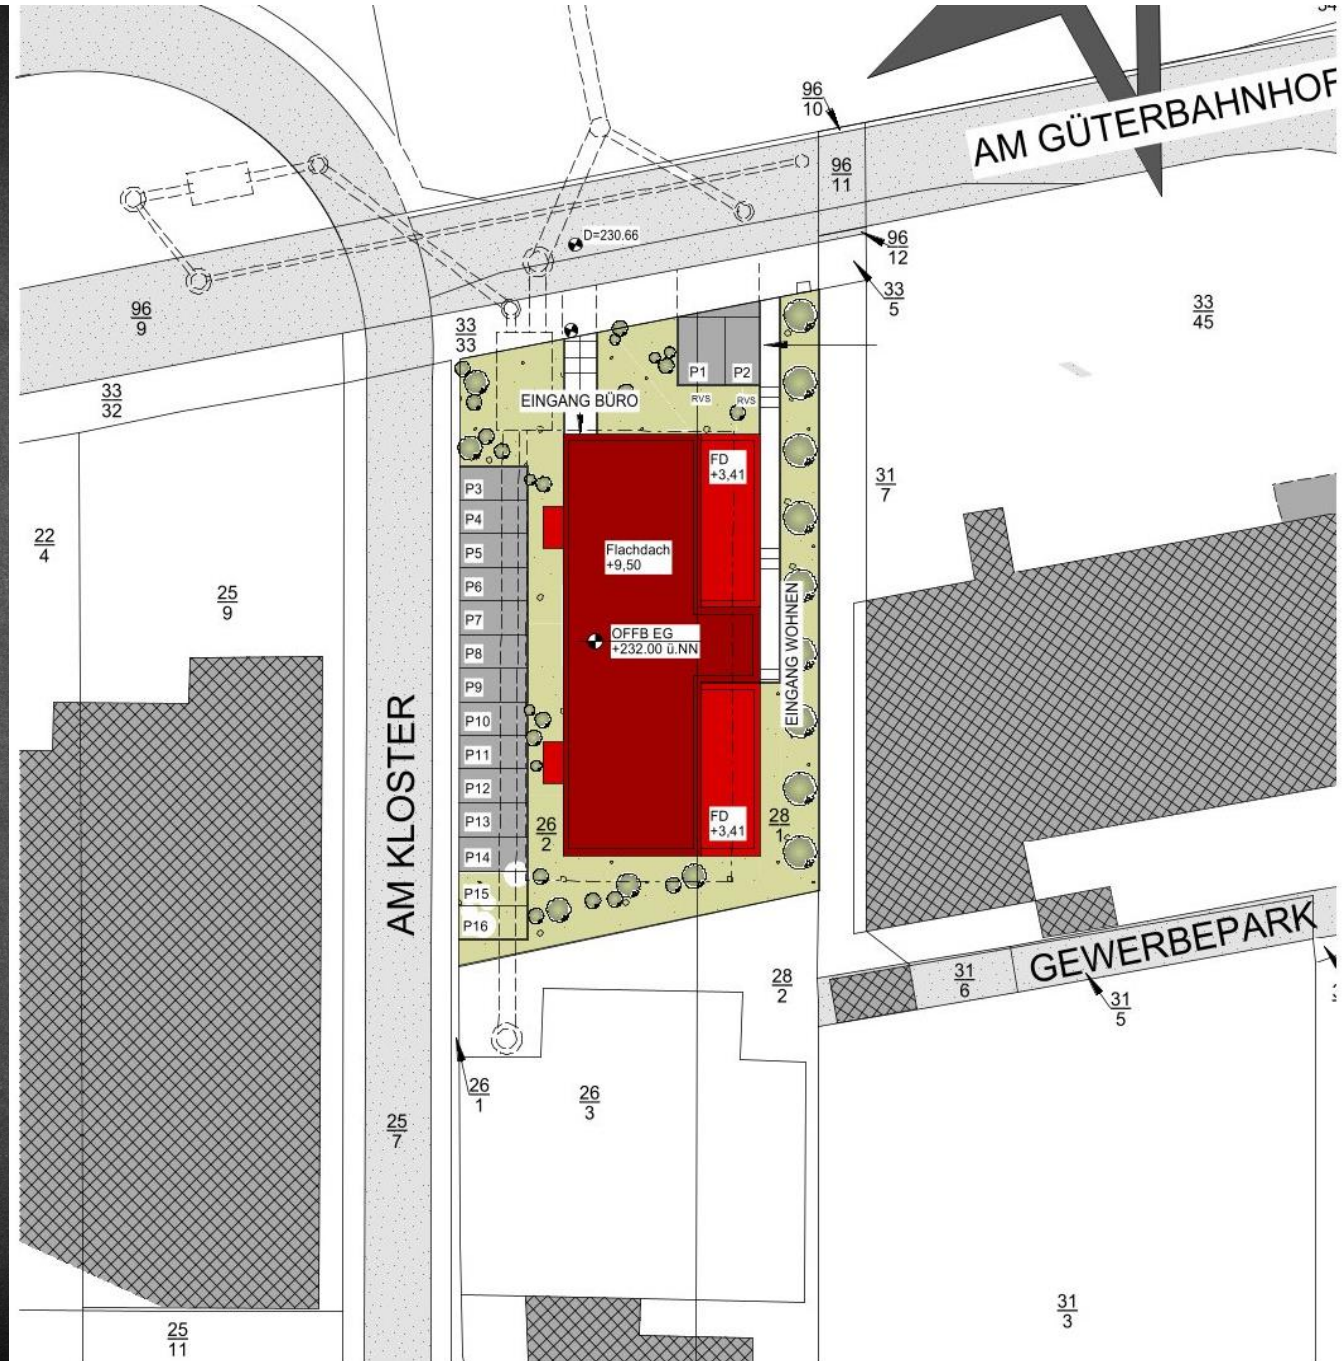 96
10
AM GÜTERBAHNHOF
96
11
D=230.66
96
12
96
9
33
5
33
33
33
45
33
32
P1
P2
EINGANG BÜRO
RVS
RVS
FD
+3,41
31
7
P3
P4
P5
P6
P7
P8
P9
P10
P11
P12
P13
P14
P15
P16
22
4
25
9
Flachdach
+9,50
OFFB EG
+232.00 ü.NN
EINGANG WOHNEN
AM KLOSTER
FD
+3,41
26
2
28
1
GEWERBEPARK
28
2
31
6
31
5
26
1
26
3
25
7
31
3
25
11